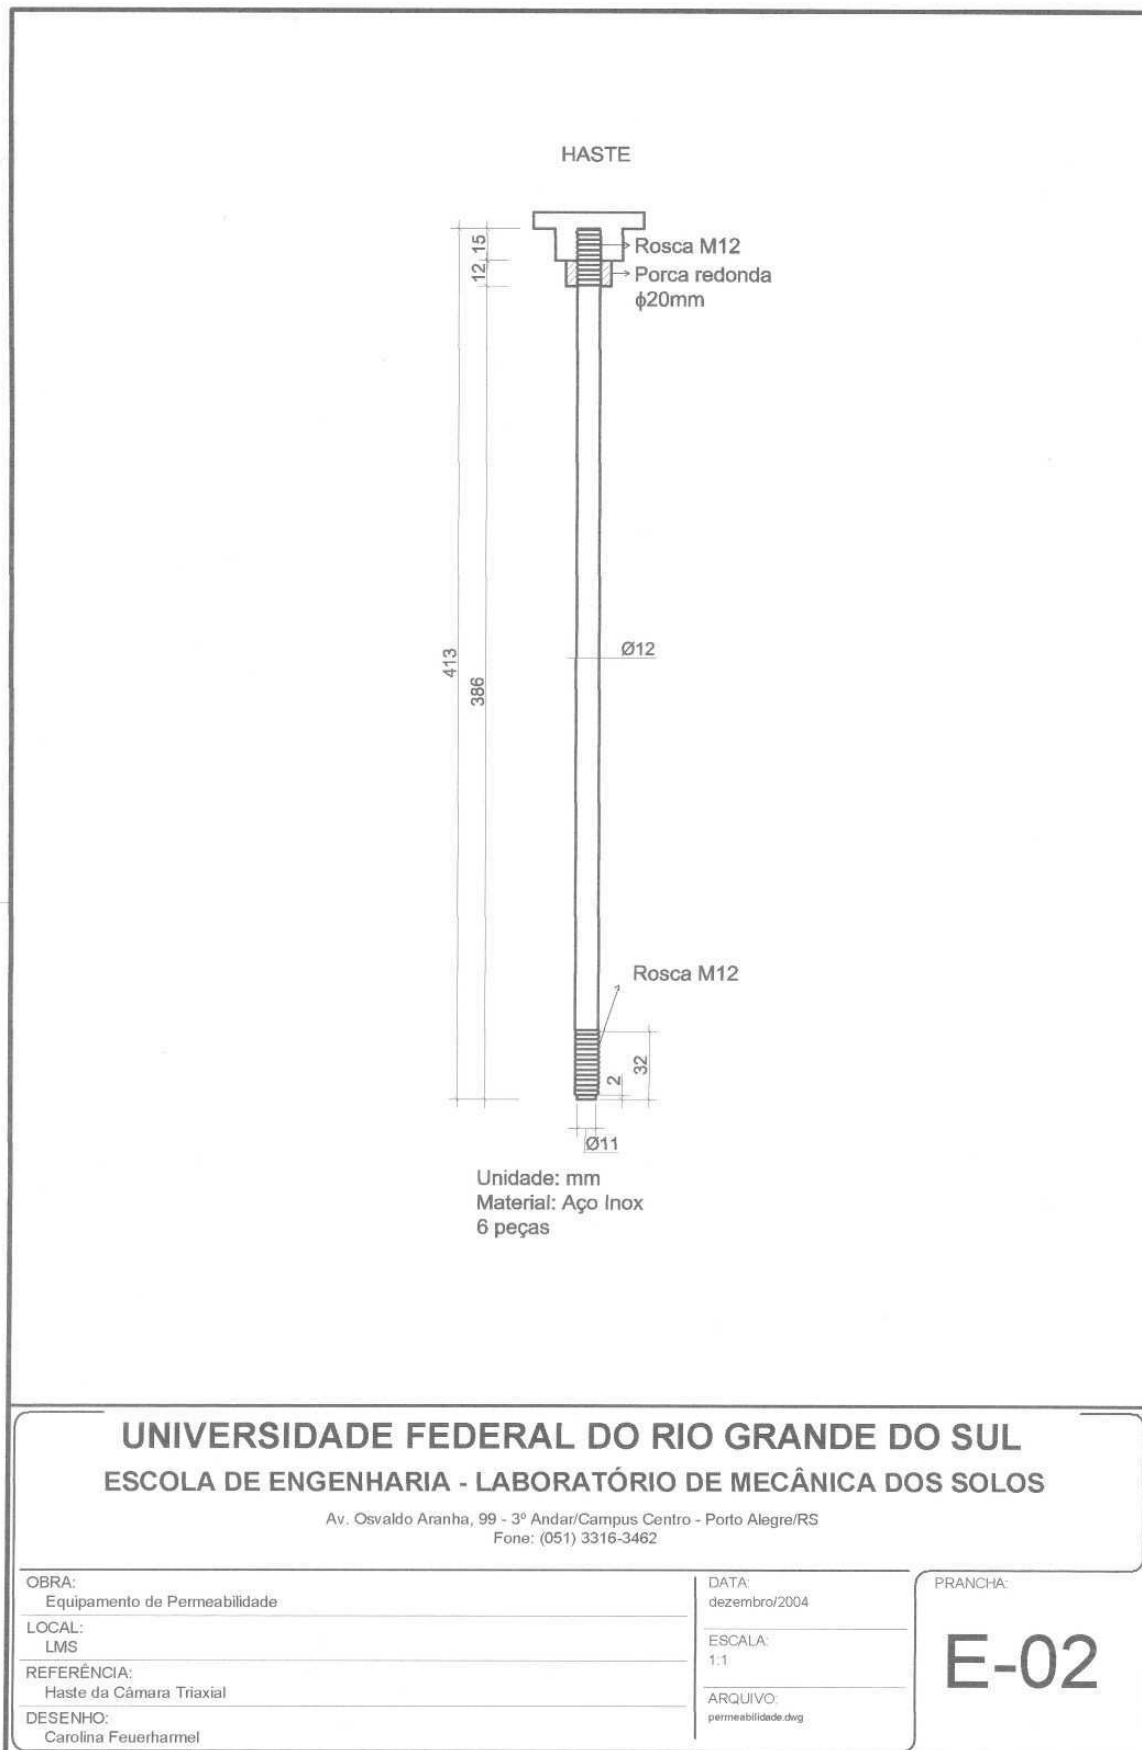 HASTE
15
12
Rosca M12
Porca redonda
ϕ20mm
413
386
Ø12
Rosca M12
2
32
Ø11
Unidade: mm
Material: Aço Inox
6 peças
UNIVERSIDADE FEDERAL DO RIO GRANDE DO SUL
ESCOLA DE ENGENHARIA - LABORATÓRIO DE MECÂNICA DOS SOLOS
Av. Osvaldo Aranha, 99 - 3º Andar/Campus Centro - Porto Alegre/RS
Fone: (051) 3316-3462
OBRA:
Equipamento de Permeabilidade
LOCAL:
LMS
REFERÊNCIA:
Haste da Câmara Triaxial
DESENHO:
Carolina Feuerharmel
DATA:
dezembro/2004
ESCALA:
1:1
ARQUIVO:
permeabilidade.dwg
PRANCHA:
E-02